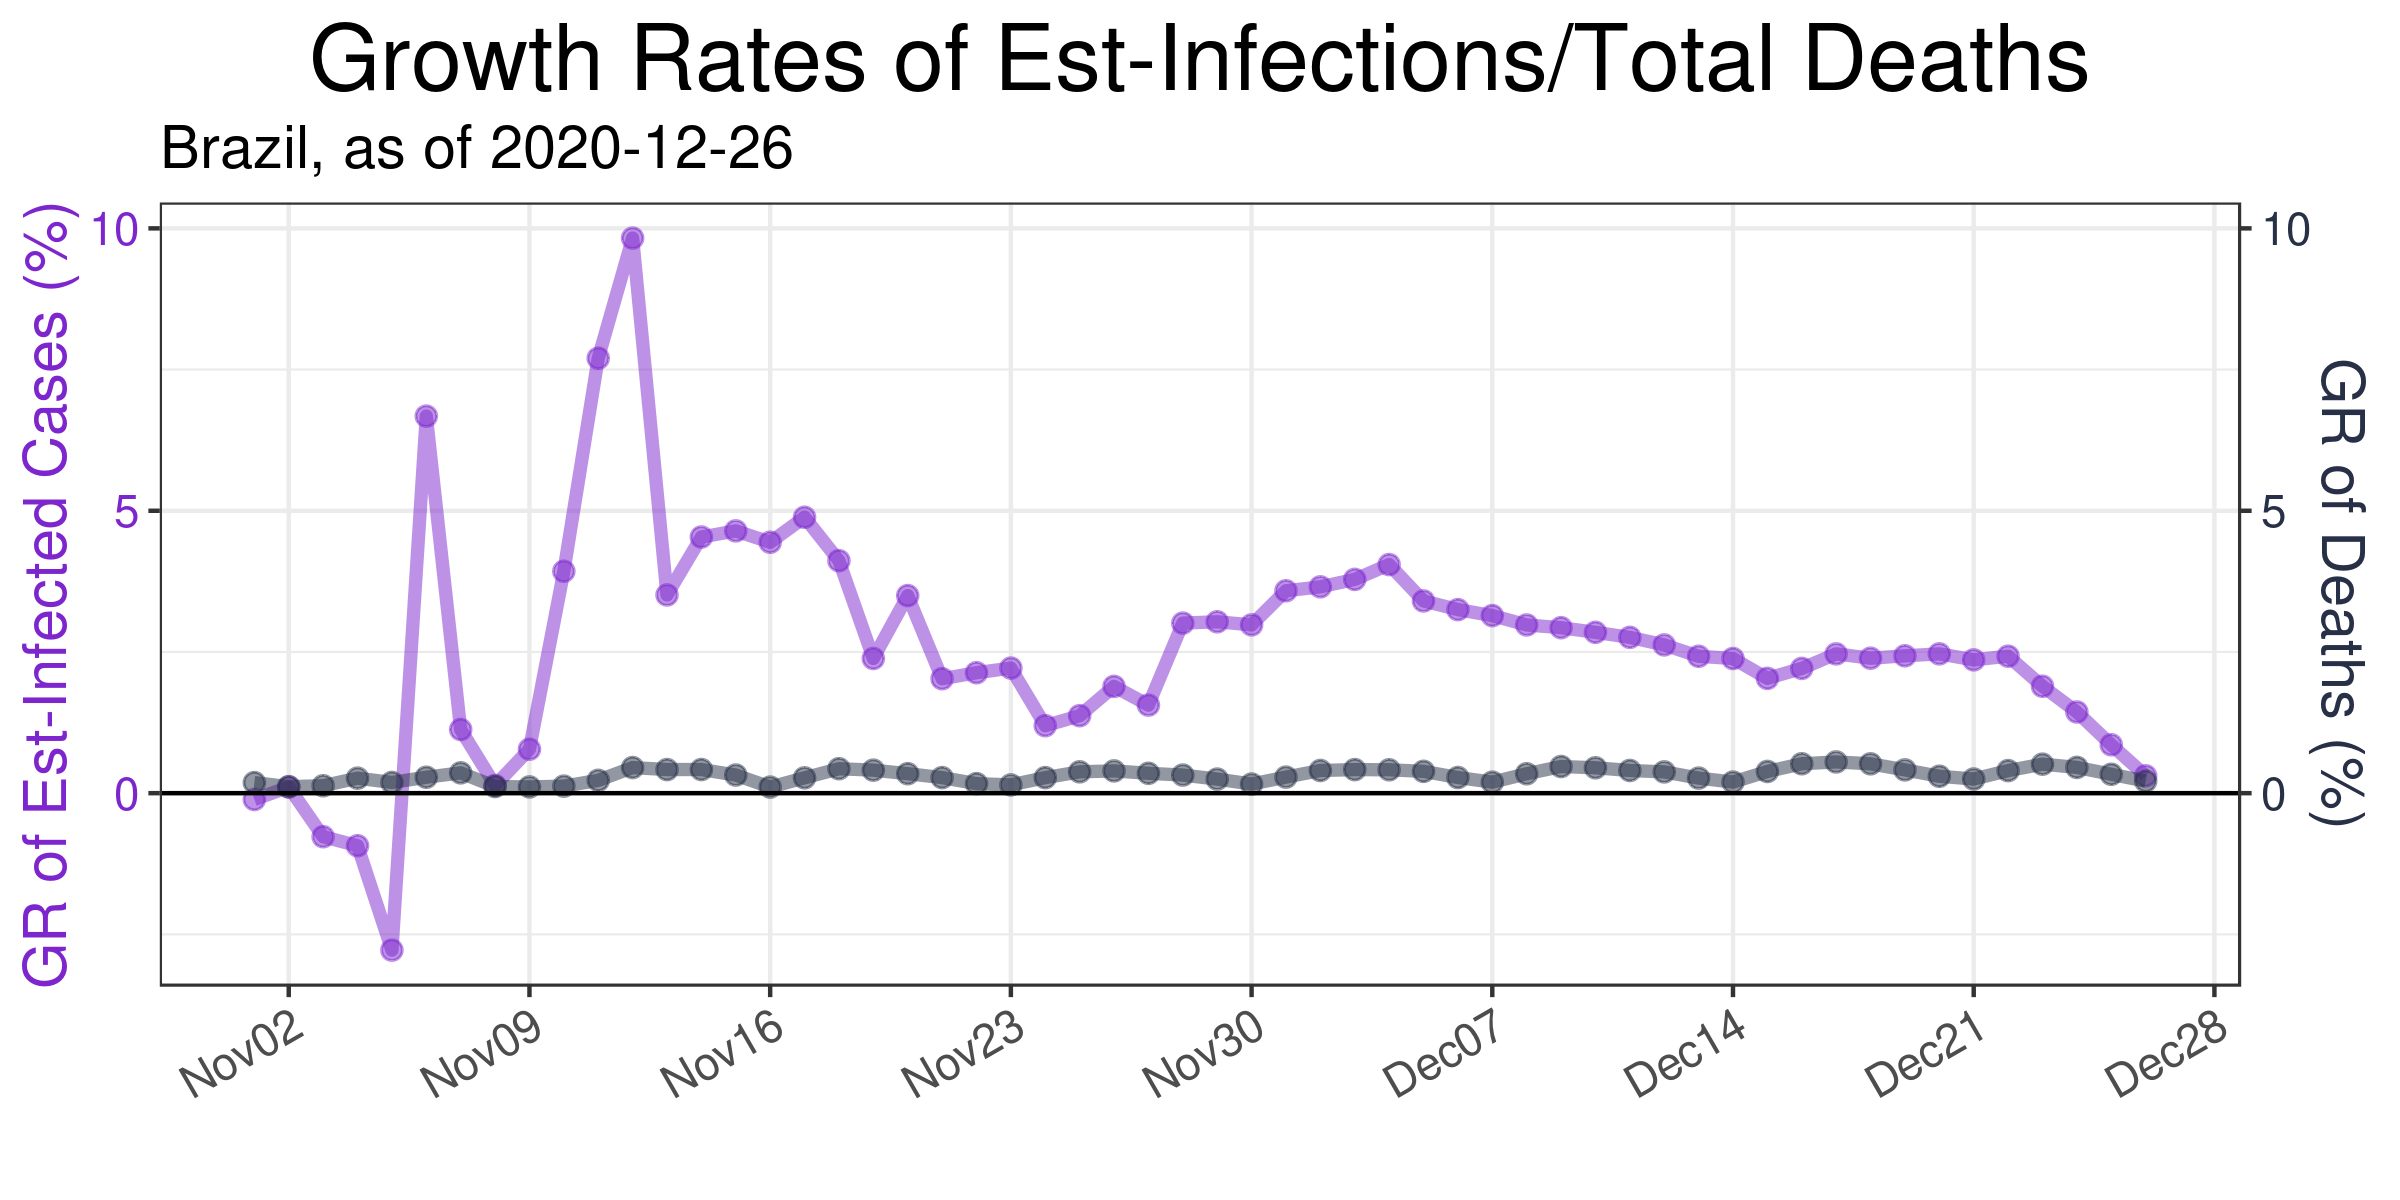 Growth Rates of Est-Infections/Total Deaths
Brazil, as of 2020-12-26
GR of Est-Infected Cases (%)
10
5
0
10
5
0
GR of Deaths (%)
Nov02
Nov09
Nov16
Nov23
Nov30
Dec07
Dec14
Dec21
Dec28